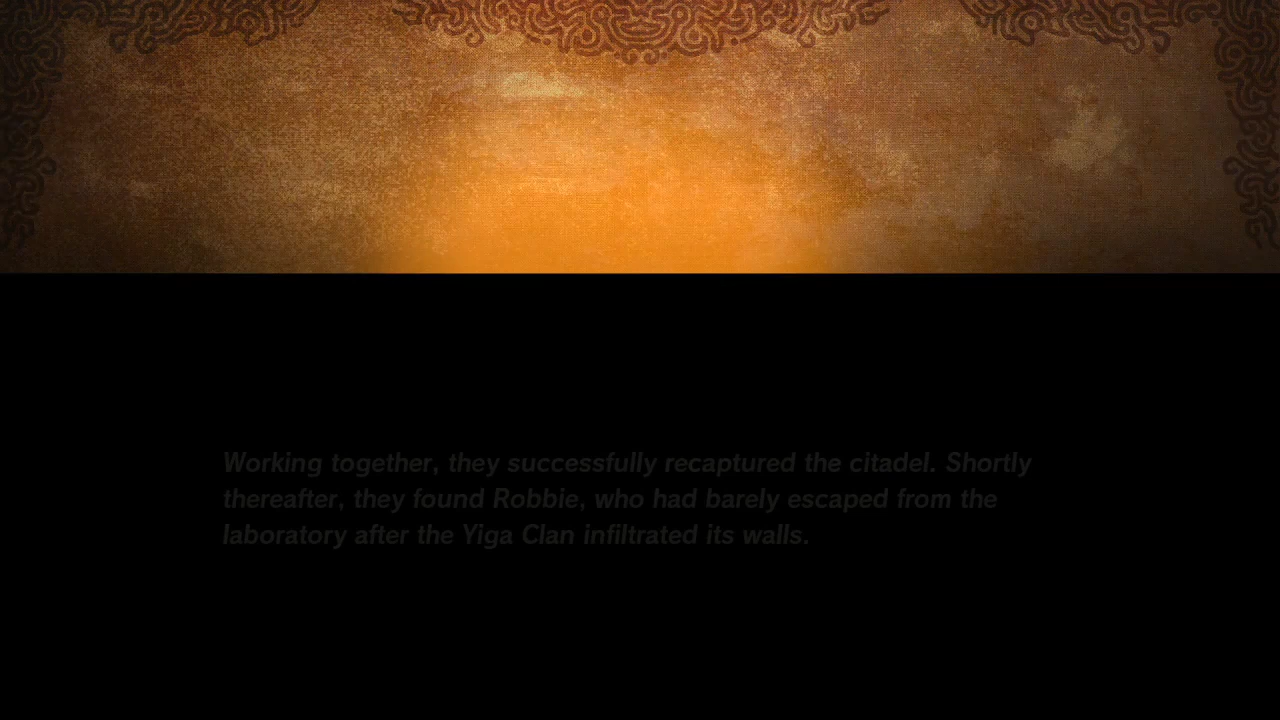 Working together, they successfully recaptured the citadel. Shortly
thereafter, they found Robbie, who had barely escaped from the
laboratory after the Yiga Clan infiltrated its walls.